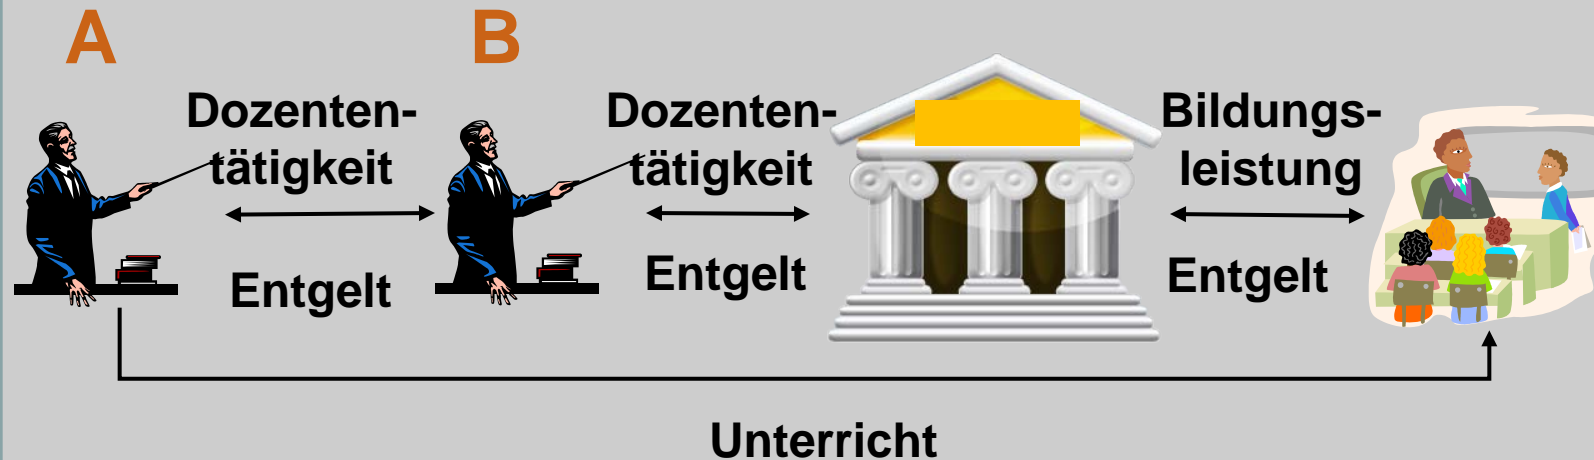 A
B
Dozenten-
tätigkeit
Entgelt
Dozenten-
tätigkeit
Entgelt
Bildungs-
leistung
Entgelt
Unterricht